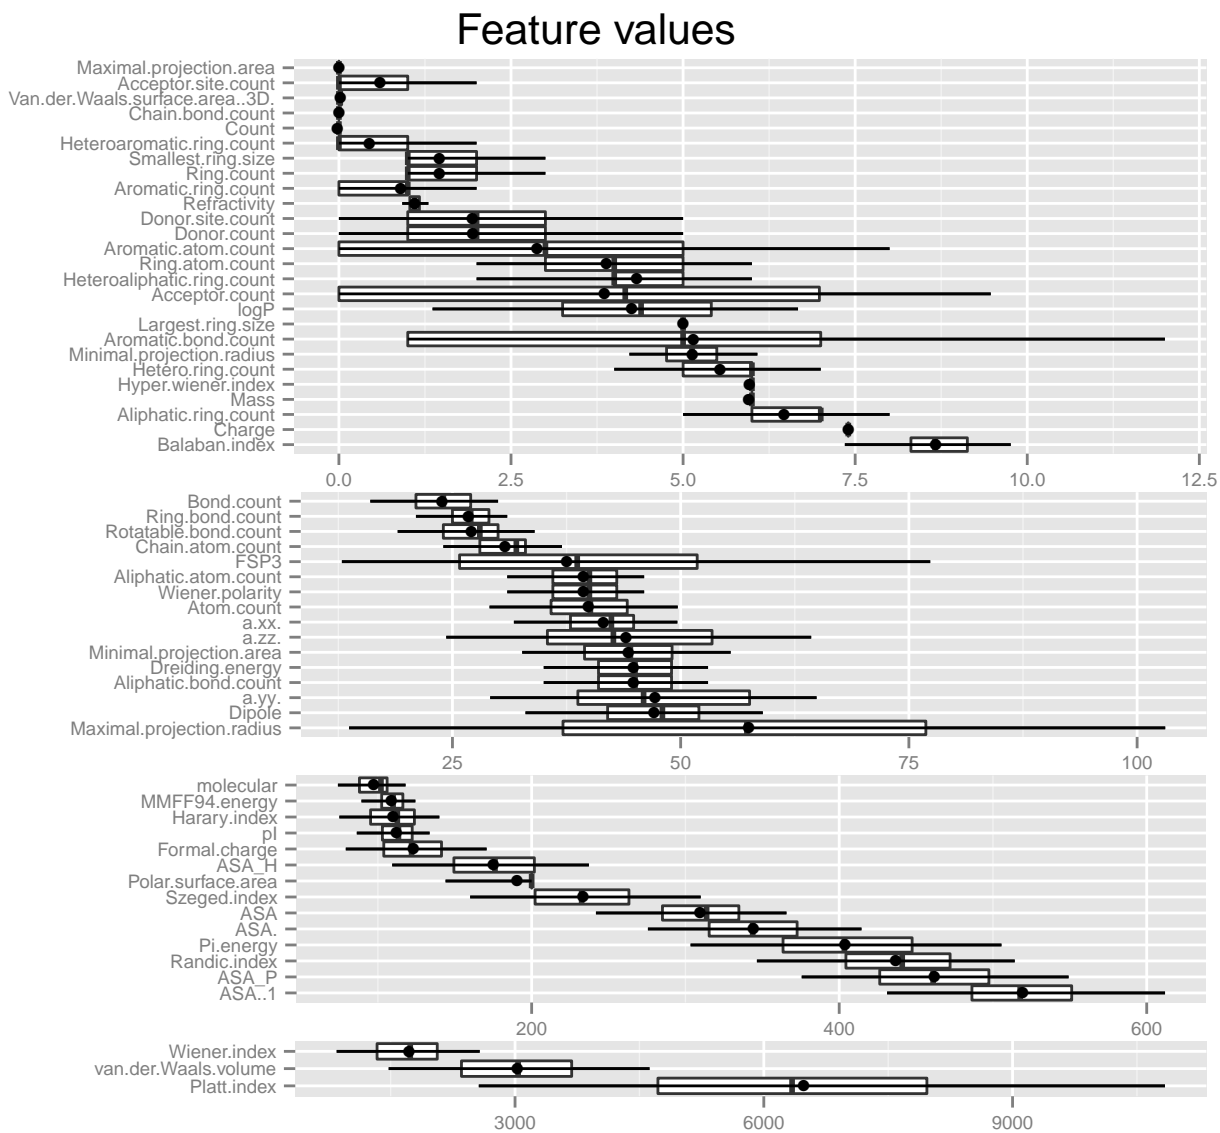 Feature values
Maximal.projection.area
Acceptor.site.count
Van.der.Waals.surface.area..3D.
Chain.bond.count
Count
Heteroaromatic.ring.count
Smallest.ring.size
Ring.count
Aromatic.ring.count
Refractivity
Donor.site.count
Donor.count
Aromatic.atom.count
Ring.atom.count
Heteroaliphatic.ring.count
Acceptor.count
logP
Largest.ring.size
Aromatic.bond.count
Minimal.projection.radius
Hetero.ring.count
Hyper.wiener.index
Mass
Aliphatic.ring.count
Charge
Balaban.index
0.0 2.5 5.0 7.5 10.0 12.5
Bond.count
Ring.bond.count
Rotatable.bond.count
Chain.atom.count
FSP3
Aliphatic.atom.count
Wiener.polarity
Atom.count
a.xx.
a.zz.
Minimal.projection.area
Dreiding.energy
Aliphatic.bond.count
a.yy.
Dipole
Maximal.projection.radius
25 50 75 100
molecular
MMFF94.energy
Harary.index
pI
Formal.charge
ASA_H
Polar.surface.area
Szeged.index
ASA
ASA.
Pi.energy
Randic.index
ASA_P
ASA..1
200 400 600
Wiener.index
van.der.Waals.volume
Platt.index
3000 6000 9000